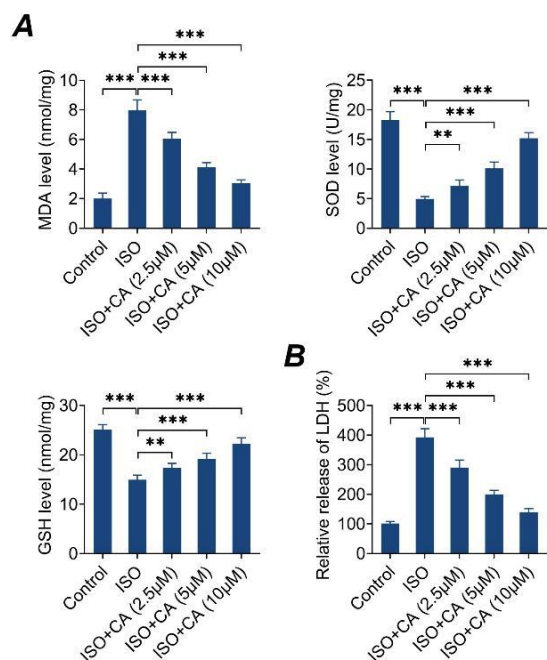 A
MDA level (nmol/mg)
10
8
6
4
2
0
*** ***
***
***
Control
ISO
ISO+CA (2.5μM)
ISO+CA (5μM)
ISO+CA (10μM)
SOD level (U/mg)
25
20
15
10
5
0
*** ***
***
**
Control
ISO
ISO+CA (2.5μM)
ISO+CA (5μM)
ISO+CA (10μM)
GSH level (nmol/mg)
30
20
10
0
*** ***
***
**
Control
ISO
ISO+CA (2.5μM)
ISO+CA (5μM)
ISO+CA (10μM)
B
Relative release of LDH (%)
500
400
300
200
100
0
***
***
*** ***
Control
ISO
ISO+CA (2.5μM)
ISO+CA (5μM)
ISO+CA (10μM)